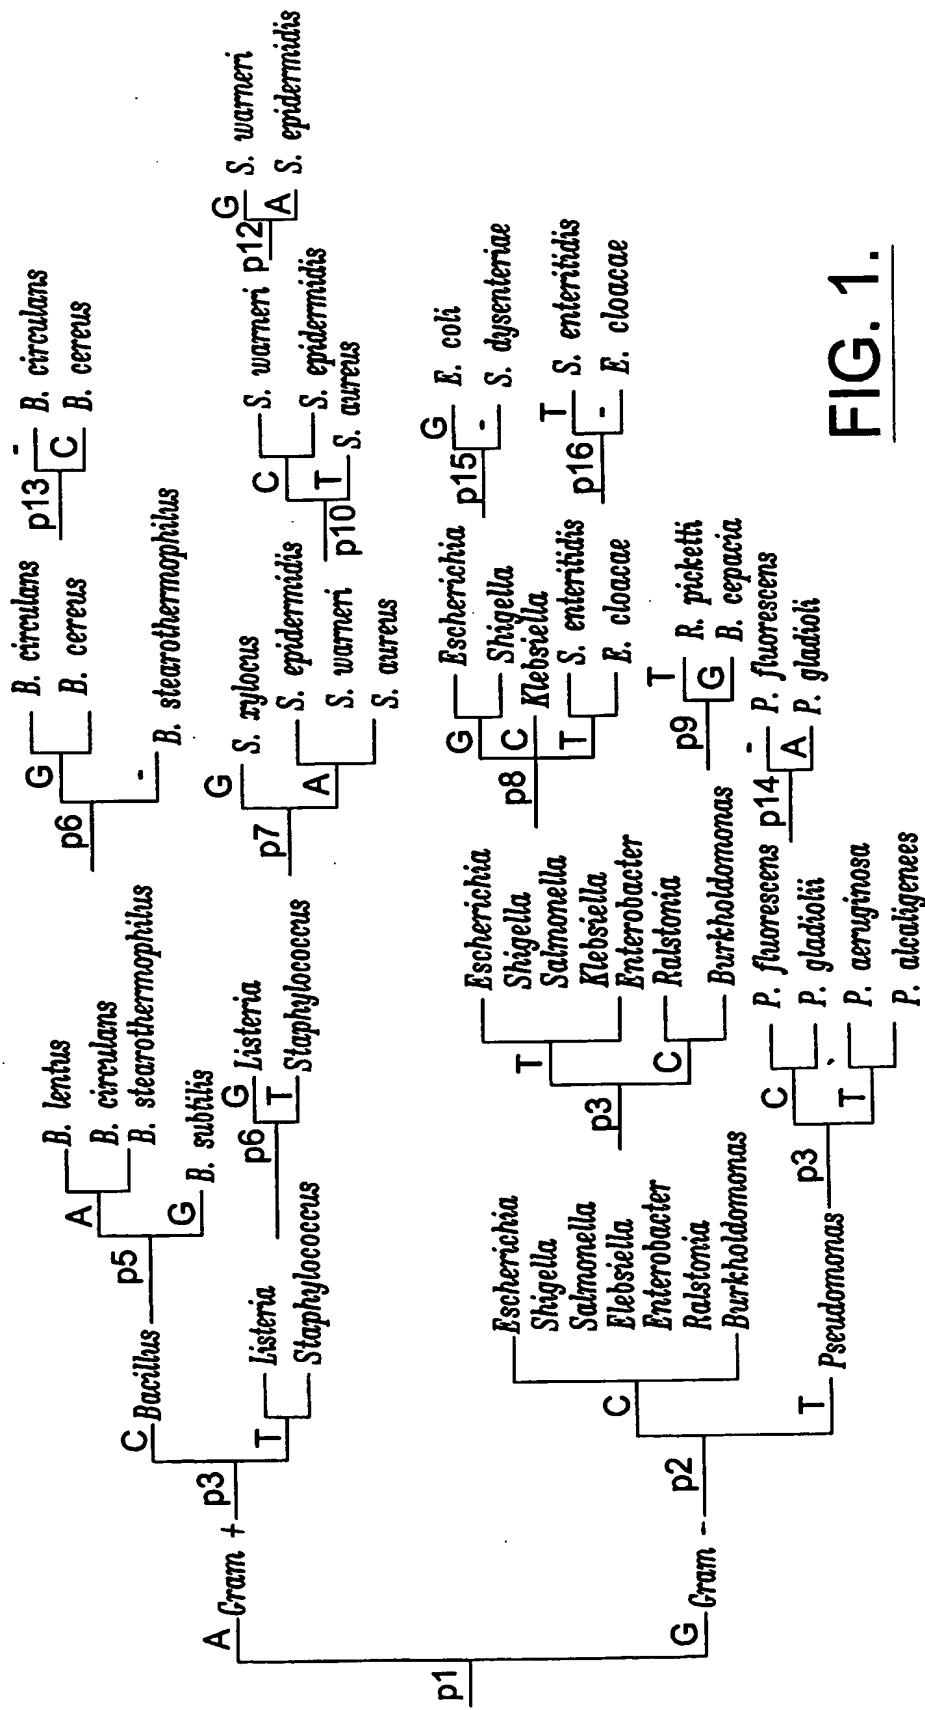 p1
A
Gram +
G
Gram -
p3
C
Bacillus
T
Listeria
Staphylococcus
p5
A
B. lentus
B. circulans
B. stearothermophilus
G
B. subtilis
p6
G
B. circulans
B. cereus
-
B. stearothermophilus
p13
-
B. circulans
C
B. cereus
p6
G
Listeria
T
Staphylococcus
p7
G
S. xylocus
A
S. epidermidis
S. warneri
S. aureus
p10
C
S. warneri
S. epidermidis
T
S. aureus
p12
G
S. warneri
A
S. epidermidis
p2
C
Escherichia
Shigella
Salmonella
Elebsiella
Enterobacter
Ralstonia
Burkholdomonas
T
Pseudomonas
p3
T
Escherichia
Shigella
Salmonella
Klebsiella
Enterobacter
C
Ralstonia
Burkholdomonas
p8
G
Escherichia
Shigella
C
Klebsiella
T
S. enteritidis
E. cloacae
p15
G
E. coli
-
S. dysenteriae
p16
T
S. enteritidis
-
E. cloacae
p9
T
R. picketti
G
B. cepacia
p3
C
P. fluorescens
P. gladiolii
T
P. aeruginosa
P. alcaligenees
p14
-
P. fluorescens
A
P. gladioli
FIG. 1.